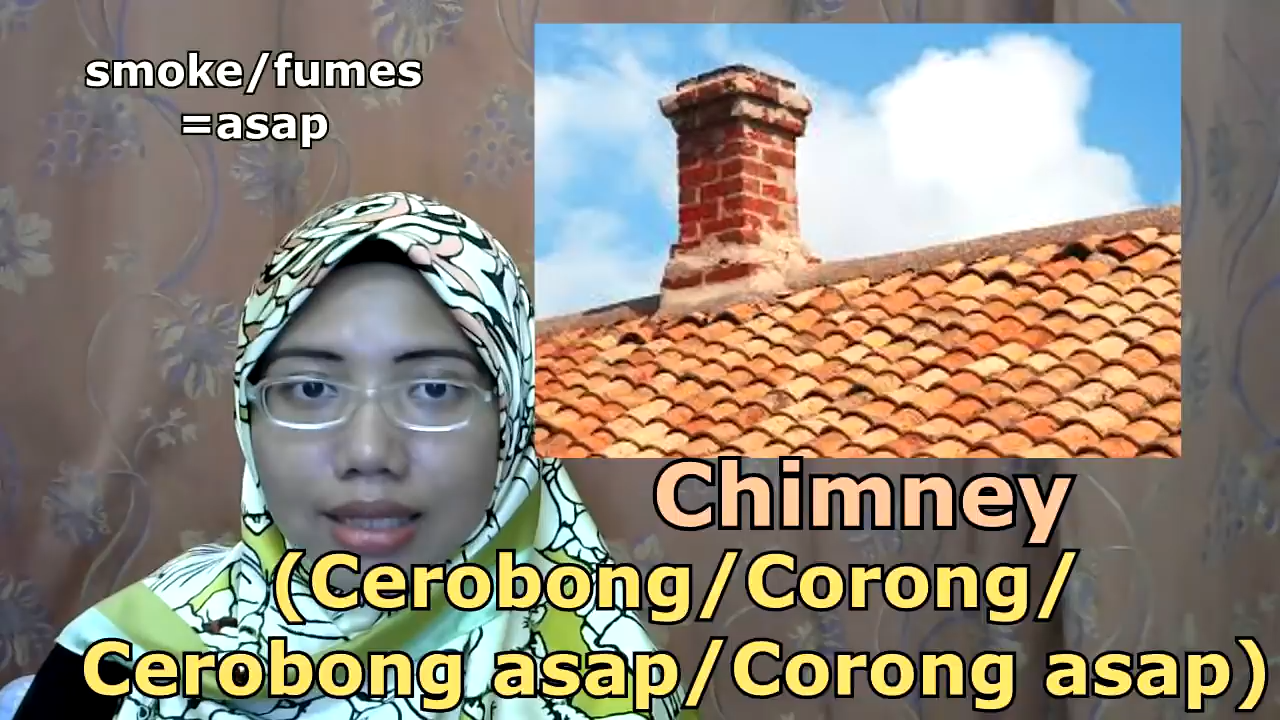 smoke/fumes
=asap
Chimney
(Cerobong/Corong/
Cerobong asap/Corong asap)